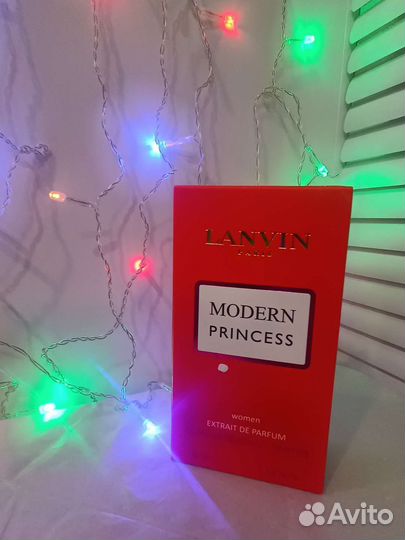 LANVIN
PARIS
MODERN
PRINCESS
women
EXTRAIT DE PARFUM
Avito